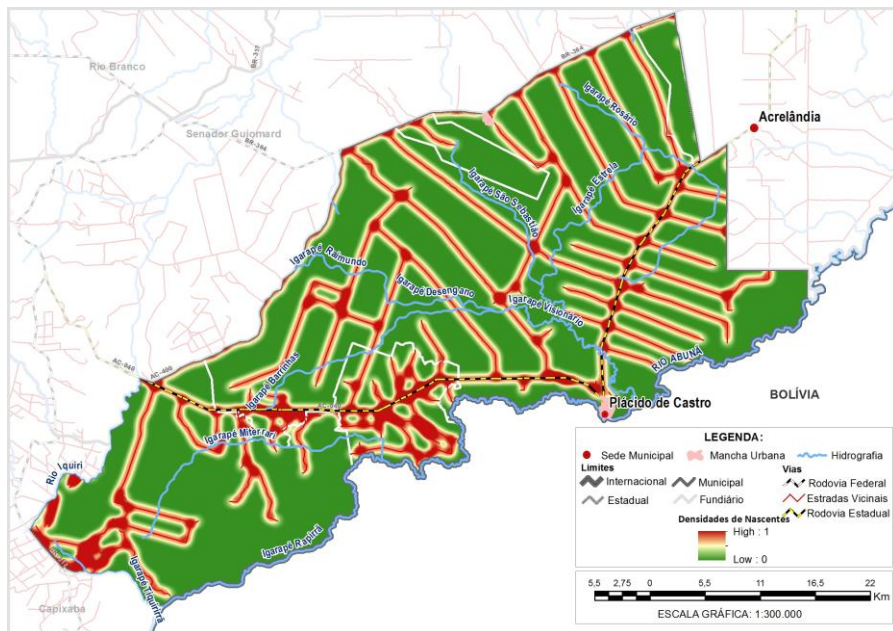 BR-364
Rio Branco
BR-317
Igarapé Rosário
Acrelândia
Senador Guiomard
BR-364
Igarapé São Sebastião
Igarapé Estrela
Igarapé Raimundo
Igarapé Desengano
Igarapé Visionário
RIO ABUNÃ
AC-040
AC-400
Igarapé Barrinhas
BOLÍVIA
Plácido de Castro
Igarapé Miterrari
Rio Iquiri
Igarapé Rapirrã
Igarapé Tiquirirrã
Capixaba
LEGENDA:
Sede Municipal Mancha Urbana Hidrografia
Limites Vias
Internacional Municipal Rodovia Federal
Estadual Fundiário Estradas Vicinais
Rodovia Estadual
Densidades de Nascentes
High : 1
Low : 0
5,5 2,75 0 5,5 11 16,5 22
Km
ESCALA GRÁFICA: 1:300.000